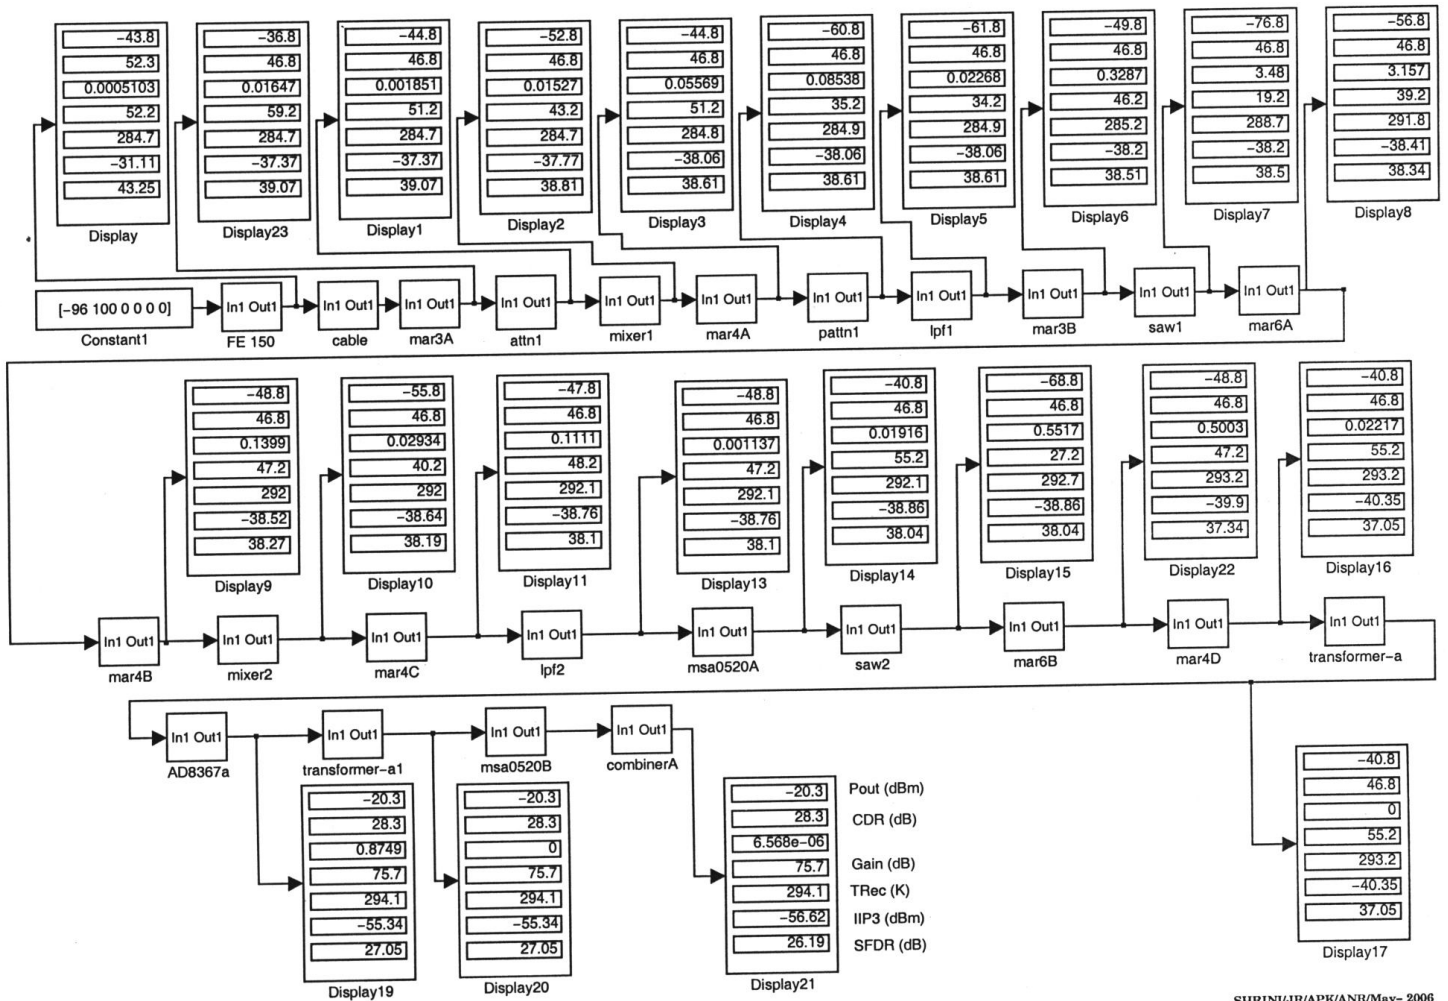 −43.8
52.3
0.0005103
52.2
284.7
−31.11
43.25
Display
−36.8
46.8
0.01647
59.2
284.7
−37.37
39.07
Display23
−44.8
46.8
0.001851
51.2
284.7
−37.37
39.07
Display1
−52.8
46.8
0.01527
43.2
284.7
−37.77
38.81
Display2
−44.8
46.8
0.05569
51.2
284.8
−38.06
38.61
Display3
−60.8
46.8
0.08538
35.2
284.9
−38.06
38.61
Display4
−61.8
46.8
0.02268
34.2
284.9
−38.06
38.61
Display5
−49.8
46.8
0.3287
46.2
285.2
−38.2
38.51
Display6
−76.8
46.8
3.48
19.2
288.7
−38.2
38.5
Display7
−56.8
46.8
3.157
39.2
291.8
−38.41
38.34
Display8
[−96 100 0 0 0 0]
Constant1
In1 Out1
FE 150
In1 Out1
cable
In1 Out1
mar3A
In1 Out1
attn1
In1 Out1
mixer1
In1 Out1
mar4A
In1 Out1
pattn1
In1 Out1
lpf1
In1 Out1
mar3B
In1 Out1
saw1
In1 Out1
mar6A
−48.8
46.8
0.1399
47.2
292
−38.52
38.27
Display9
−55.8
46.8
0.02934
40.2
292
−38.64
38.19
Display10
−47.8
46.8
0.1111
48.2
292.1
−38.76
38.1
Display11
−48.8
46.8
0.001137
47.2
292.1
−38.76
38.1
Display13
−40.8
46.8
0.01916
55.2
292.1
−38.86
38.04
Display14
−68.8
46.8
0.5517
27.2
292.7
−38.86
38.04
Display15
−48.8
46.8
0.5003
47.2
293.2
−39.9
37.34
Display22
−40.8
46.8
0.02217
55.2
293.2
−40.35
37.05
Display16
In1 Out1
mar4B
In1 Out1
mixer2
In1 Out1
mar4C
In1 Out1
lpf2
In1 Out1
msa0520A
In1 Out1
saw2
In1 Out1
mar6B
In1 Out1
mar4D
In1 Out1
transformer−a
In1 Out1
AD8367a
In1 Out1
transformer−a1
In1 Out1
msa0520B
In1 Out1
combinerA
−20.3
28.3
0.8749
75.7
294.1
−55.34
27.05
Display19
−20.3
28.3
0
75.7
294.1
−55.34
27.05
Display20
−20.3 Pout (dBm)
28.3 CDR (dB)
6.568e−06
75.7 Gain (dB)
294.1 TRec (K)
−56.62 IIP3 (dBm)
26.19 SFDR (dB)
Display21
−40.8
46.8
0
55.2
293.2
−40.35
37.05
Display17
SHRINI/JR/APK/ANR/May− 2006